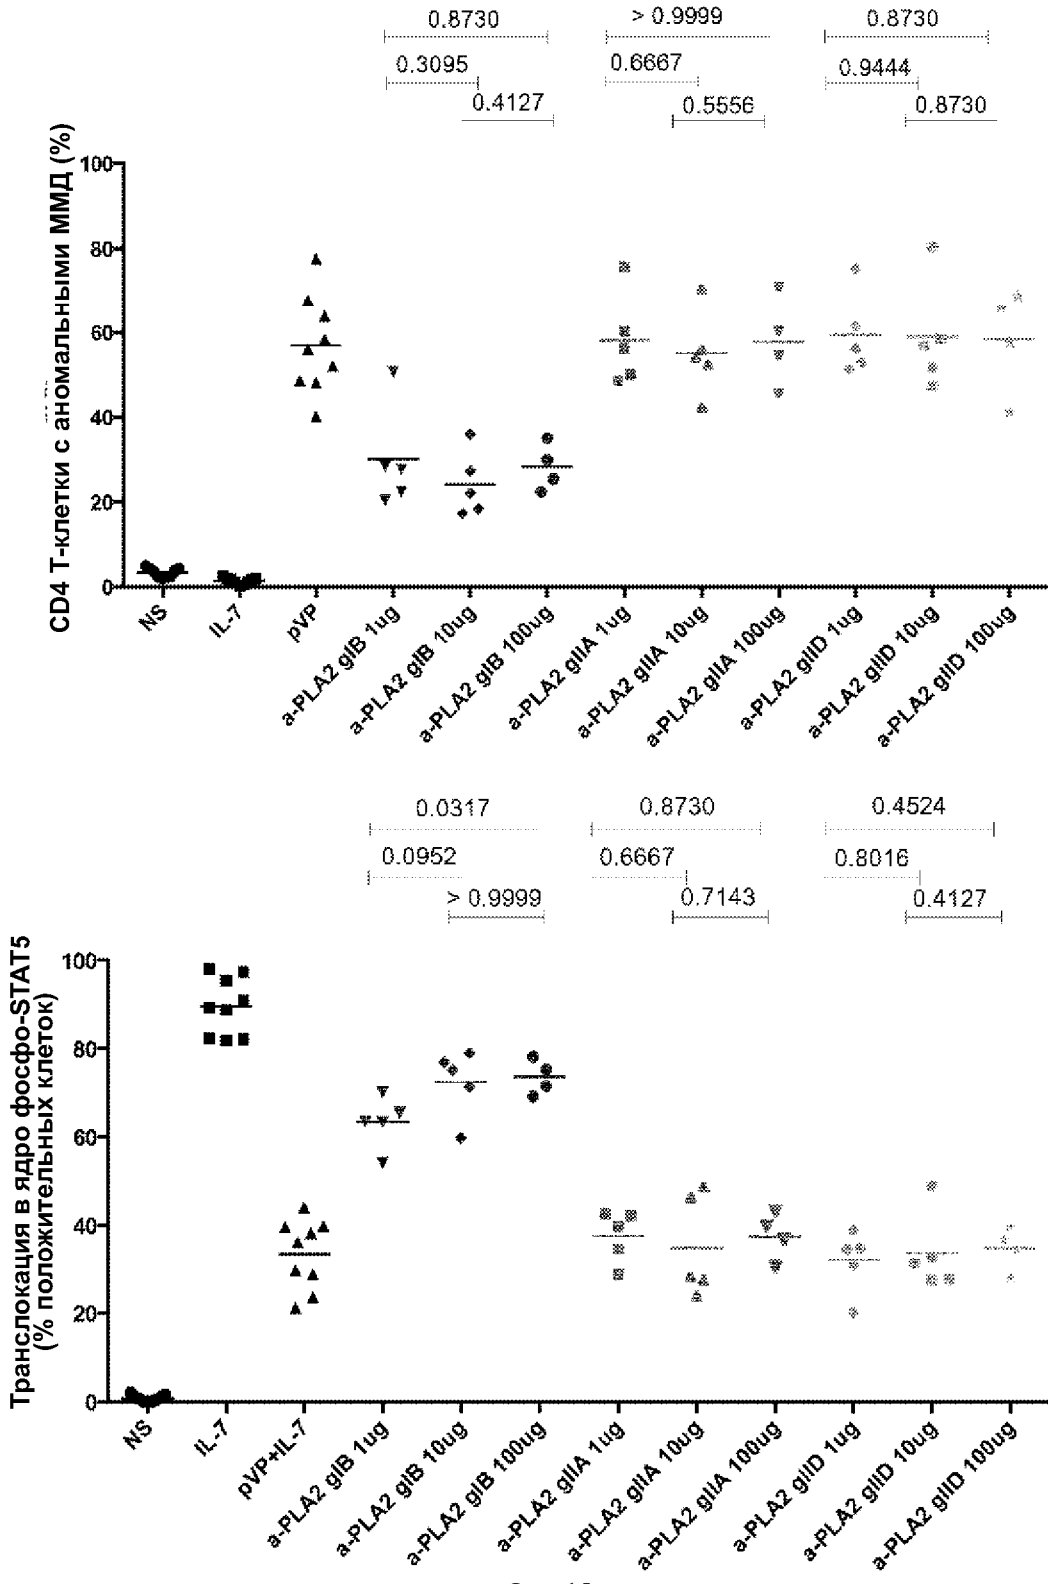 0.8730 > 0.9999 0.8730
0.3095 0.6667 0.9444
0.4127 0.5556 0.8730
CD4 Т-клетки с аномальными ММД (%)
100
80
60
40
20
0
NS
IL-7
pVP
a-PLA2 gIB 1ug
a-PLA2 gIB 10ug
a-PLA2 gIB 100ug
a-PLA2 gIIA 1ug
a-PLA2 gIIA 10ug
a-PLA2 gIIA 100ug
a-PLA2 gIID 1ug
a-PLA2 gIID 10ug
a-PLA2 gIID 100ug
0.0317 0.8730 0.4524
0.0952 0.6667 0.8016
> 0.9999 0.7143 0.4127
Транслокация в ядро фосфо-STAT5
(% положительных клеток)
100
80
60
40
20
0
NS
IL-7
pVP+IL-7
a-PLA2 gIB 1ug
a-PLA2 gIB 10ug
a-PLA2 gIB 100ug
a-PLA2 gIIA 1ug
a-PLA2 gIIA 10ug
a-PLA2 gIIA 100ug
a-PLA2 gIID 1ug
a-PLA2 gIID 10ug
a-PLA2 gIID 100ug